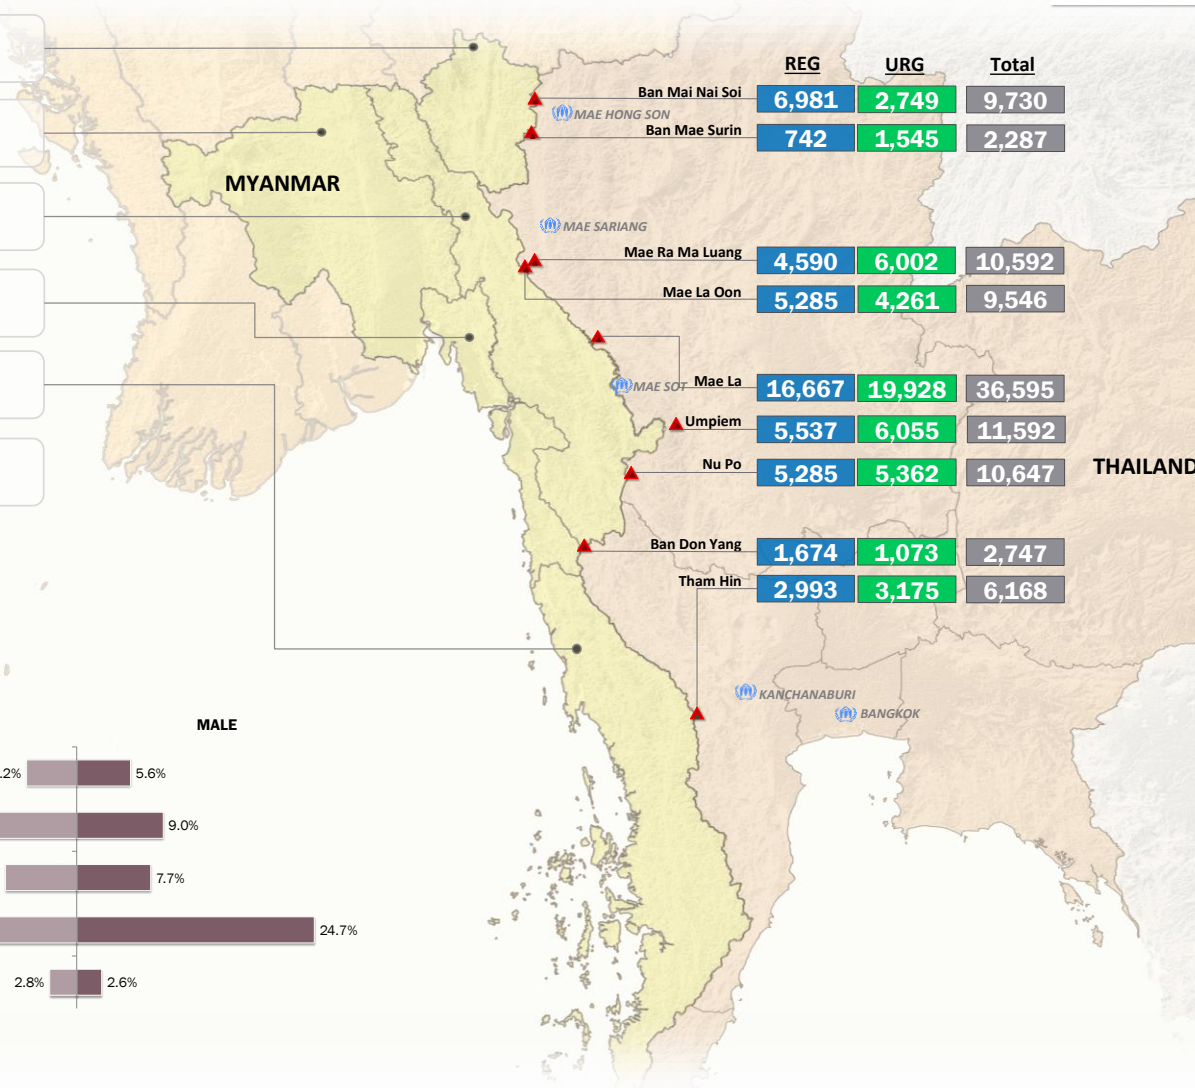 REG URG Total
Ban Mai Nai Soi 6,981 2,749 9,730
MAE HONG SON
Ban Mae Surin 742 1,545 2,287
MYANMAR
MAE SARIANG
Mae Ra Ma Luang 4,590 6,002 10,592
Mae La Oon 5,285 4,261 9,546
MAE SOT
Mae La 16,667 19,928 36,595
Umpiem 5,537 6,055 11,592
Nu Po 5,285 5,362 10,647
THAILAND
Ban Don Yang 1,674 1,073 2,747
Tham Hin 2,993 3,175 6,168
KANCHANABURI
BANGKOK
MALE
.2% 5.6%
9.0%
7.7%
24.7%
2.8% 2.6%